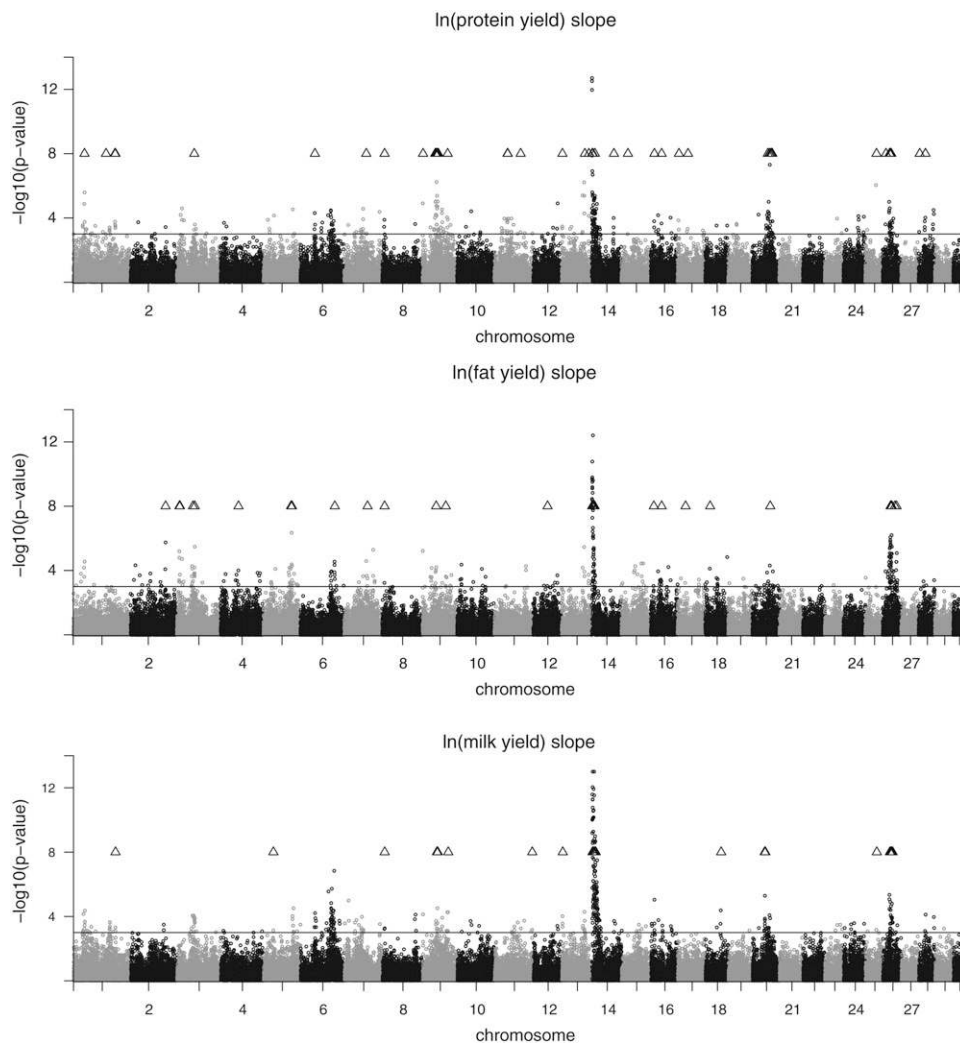 ln(protein yield) slope
12
8
4
−log10(p−value)
2 4 6 8 10 12 14 16 18 21 24 27
chromosome
ln(fat yield) slope
12
8
4
−log10(p−value)
2 4 6 8 10 12 14 16 18 21 24 27
chromosome
ln(milk yield) slope
12
8
4
−log10(p−value)
2 4 6 8 10 12 14 16 18 21 24 27
chromosome